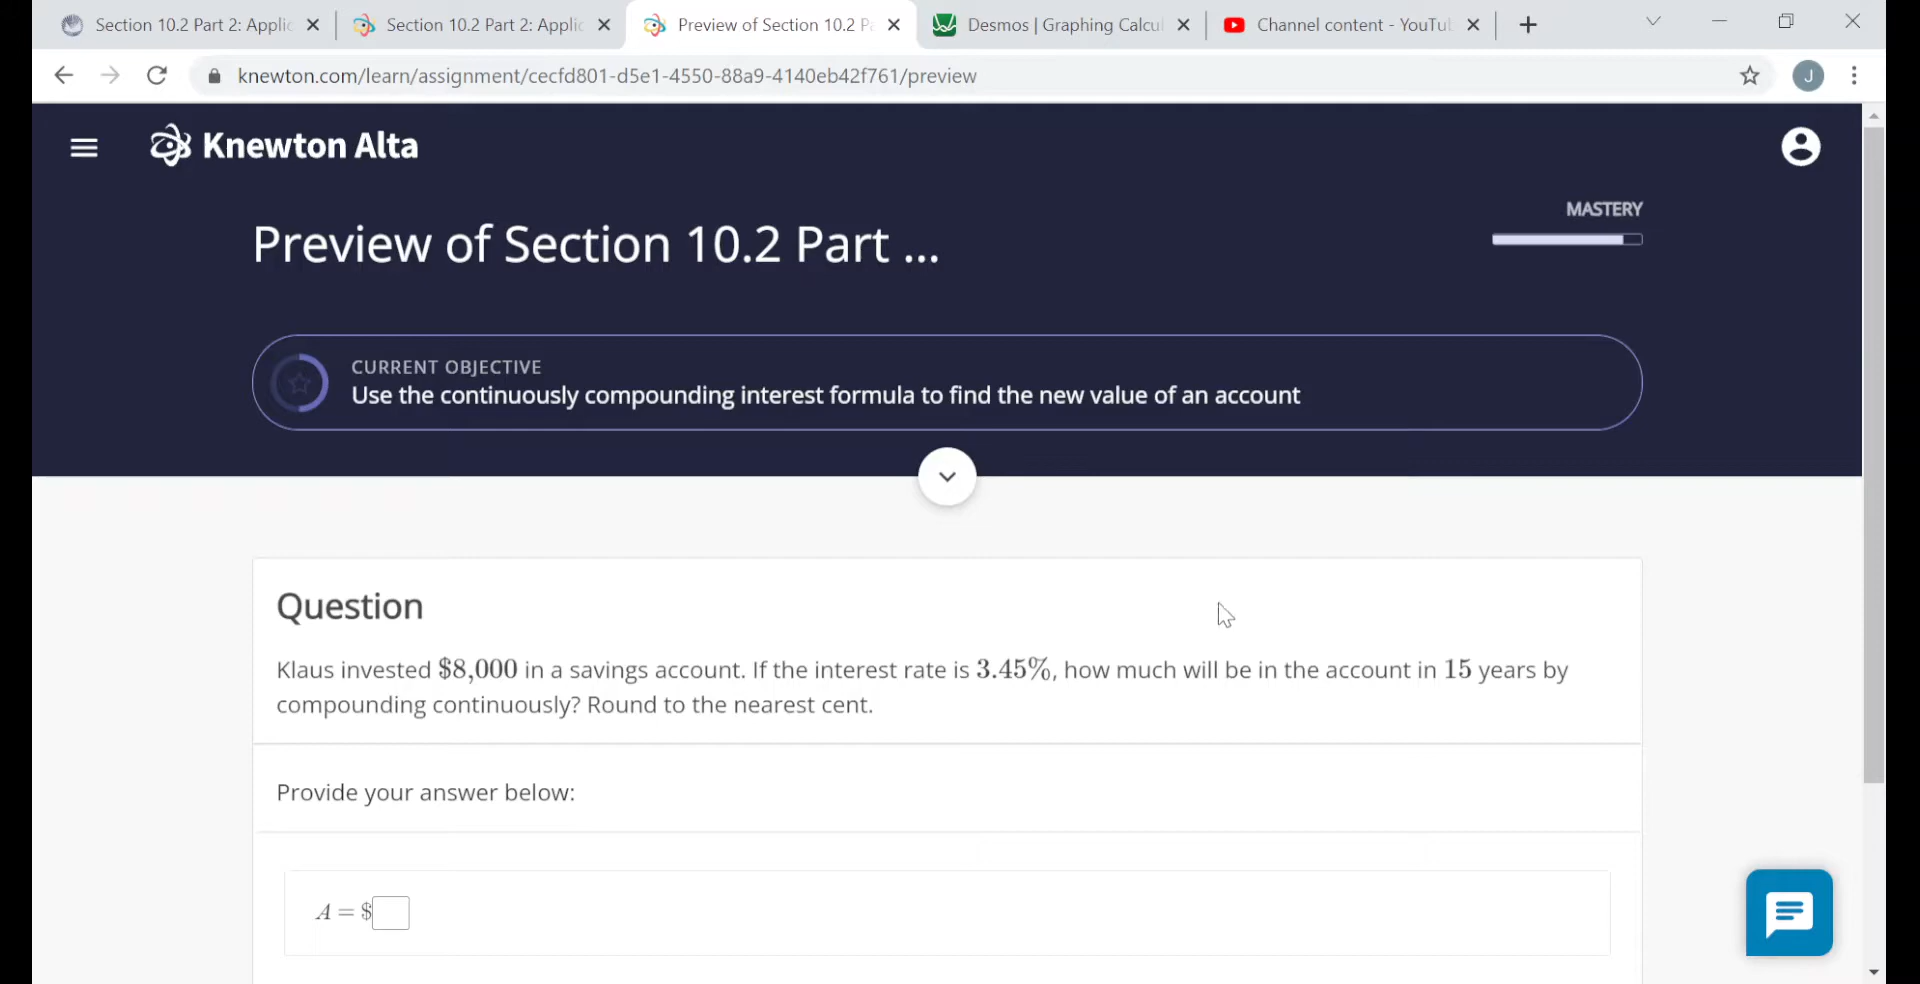 Section 10.2 Part 2: Applic
Section 10.2 Part 2: Applic
Preview of Section 10.2 Pa
Desmos | Graphing Calcul
Channel content - YouTub
knewton.com/learn/assignment/cecfd801-d5e1-4550-88a9-4140eb42f761/preview
J
Knewton Alta
MASTERY
Preview of Section 10.2 Part ...
CURRENT OBJECTIVE
Use the continuously compounding interest formula to find the new value of an account
Question
Klaus invested $8,000 in a savings account. If the interest rate is 3.45%, how much will be in the account in 15 years by
compounding continuously? Round to the nearest cent.
Provide your answer below:
A = $